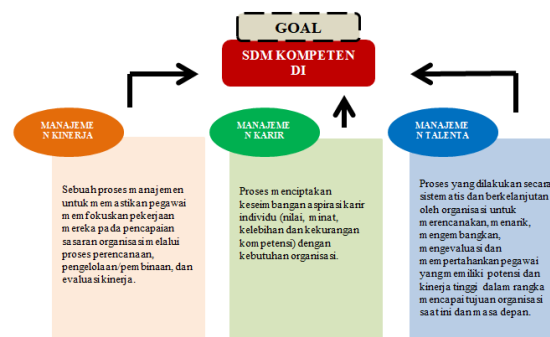 GOAL
SDM KOMPETEN
DI
MANAJEME
N KINERJA
Sebuah proses manajemen
untuk memastikan pegawai
memfokuskan pekerjaan
mereka pada pencapaian
sasaran organisasi melalui
proses perencanaan,
pengelolaan/pembinaan, dan
evaluasi kinerja.
MANAJEME
N KARIR
Proses menciptakan
keseimbangan aspirasi karir
individu (nilai, minat,
kelebihan dan kekurangan
kompetensi) dengan
kebutuhan organisasi.
MANAJEME
N TALENTA
Proses yang dilakukan secara
sistematis dan berkelanjutan
oleh organisasi untuk
merencanakan, menarik,
mengembangkan,
mengevaluasi dan
mempertahankan pegawai
yang memiliki potensi dan
kinerja tinggi dalam rangka
mencapai tujuan organisasi
saat ini dan masa depan.